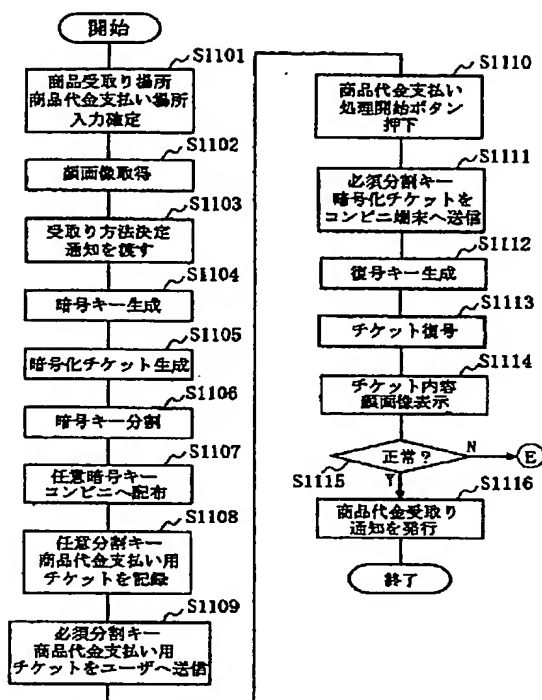 開始
S1101
商品受取り場所
商品代金支払い場所
入力確定
S1102
顔画像取得
S1103
受取り方法決定
通知を渡す
S1104
暗号キー生成
S1105
暗号化チケット生成
S1106
暗号キー分割
S1107
任意暗号キー
コンビニへ配布
S1108
任意分割キー
商品代金支払い用
チケットを記録
S1109
必須分割キー
商品代金支払い用
チケットをユーザへ送信
S1110
商品代金支払い
処理開始ボタン
押下
S1111
必須分割キー
暗号化チケットを
コンビニ端末へ送信
S1112
復号キー生成
S1113
チケット復号
S1114
チケット内容
顔画像表示
正常?
N
E
S1115
Y
S1116
商品代金受取り
通知を発行
終了